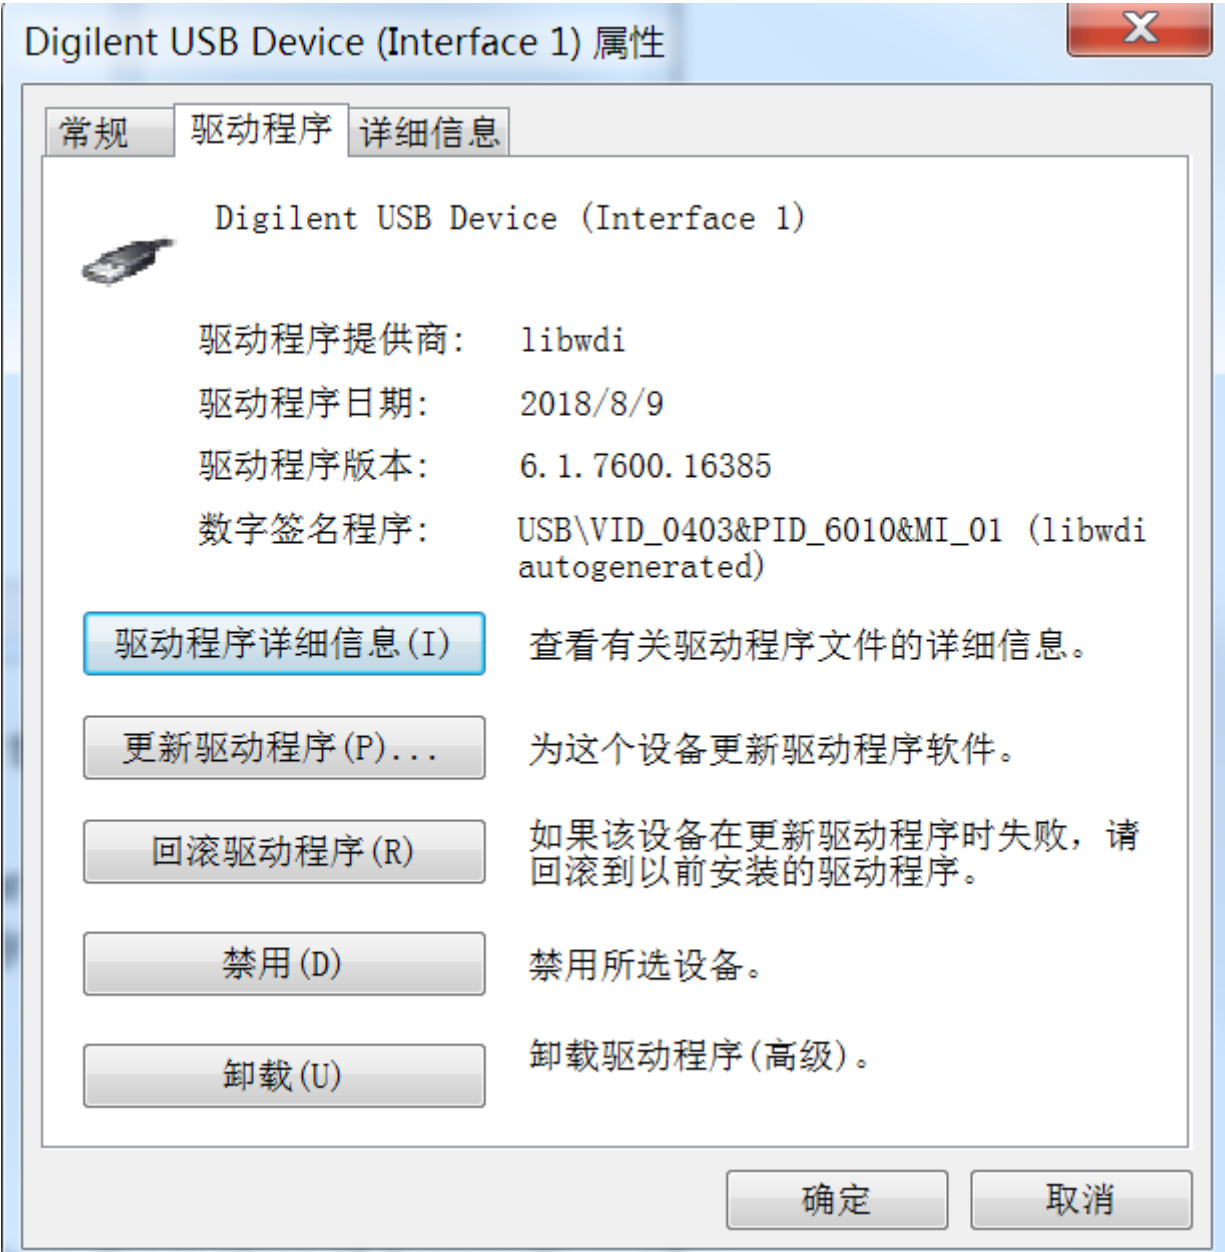 Digilent USB Device (Interface 1) 属性
常规 驱动程序 详细信息
Digilent USB Device (Interface 1)
驱动程序提供商: libwdi
驱动程序日期: 2018/8/9
驱动程序版本: 6.1.7600.16385
数字签名程序: USB\VID_0403&PID_6010&MI_01 (libwdi
autogenerated)
驱动程序详细信息(I) 查看有关驱动程序文件的详细信息。
更新驱动程序(P)... 为这个设备更新驱动程序软件。
回滚驱动程序(R) 如果该设备在更新驱动程序时失败，请
回滚到以前安装的驱动程序。
禁用(D) 禁用所选设备。
卸载(U) 卸载驱动程序(高级)。
确定 取消